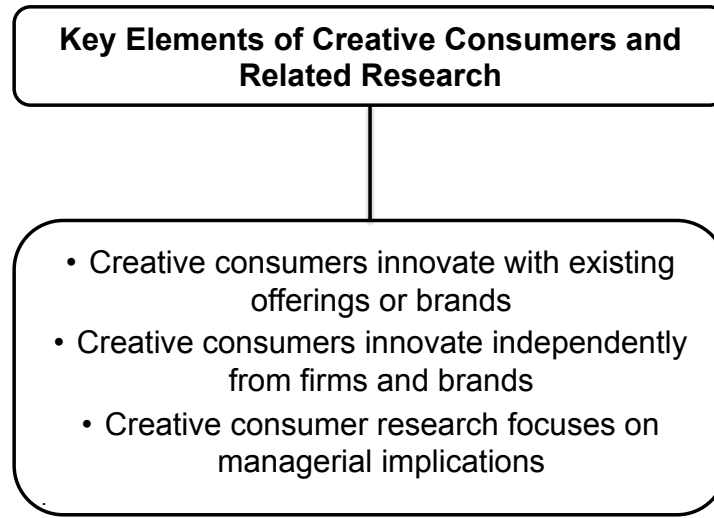 Key Elements of Creative Consumers and
Related Research
• Creative consumers innovate with existing
offerings or brands
• Creative consumers innovate independently
from firms and brands
• Creative consumer research focuses on
managerial implications
.